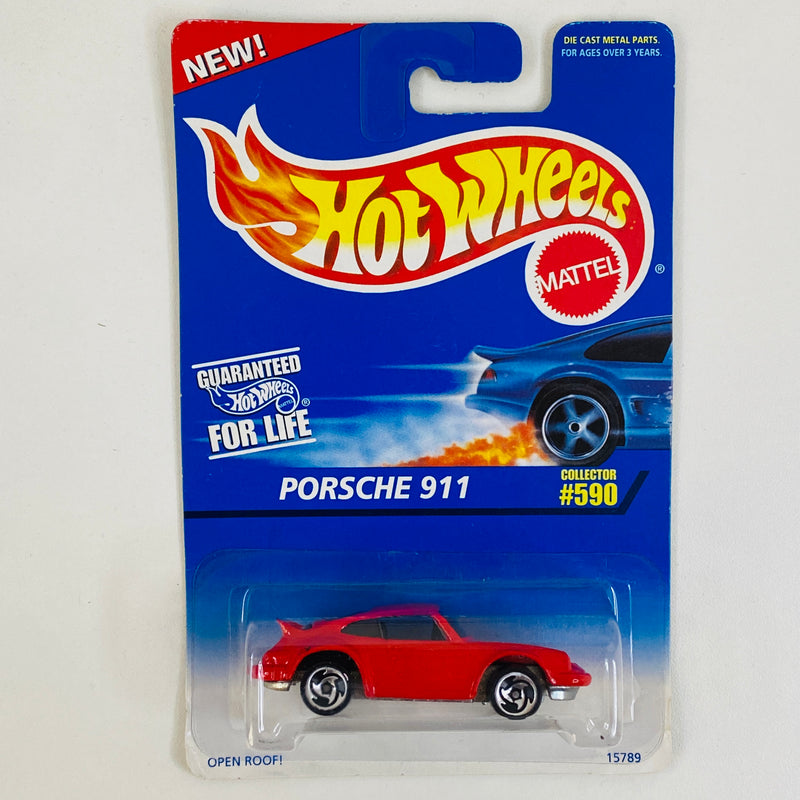 NEW!
DIE CAST METAL PARTS.
FOR AGES OVER 3 YEARS.
HOT WHEELS
MATTEL
®
GUARANTEED
HOT WHEELS
MATTEL
®
FOR LIFE
PORSCHE 911
COLLECTOR
#590
OPEN ROOF!
15789